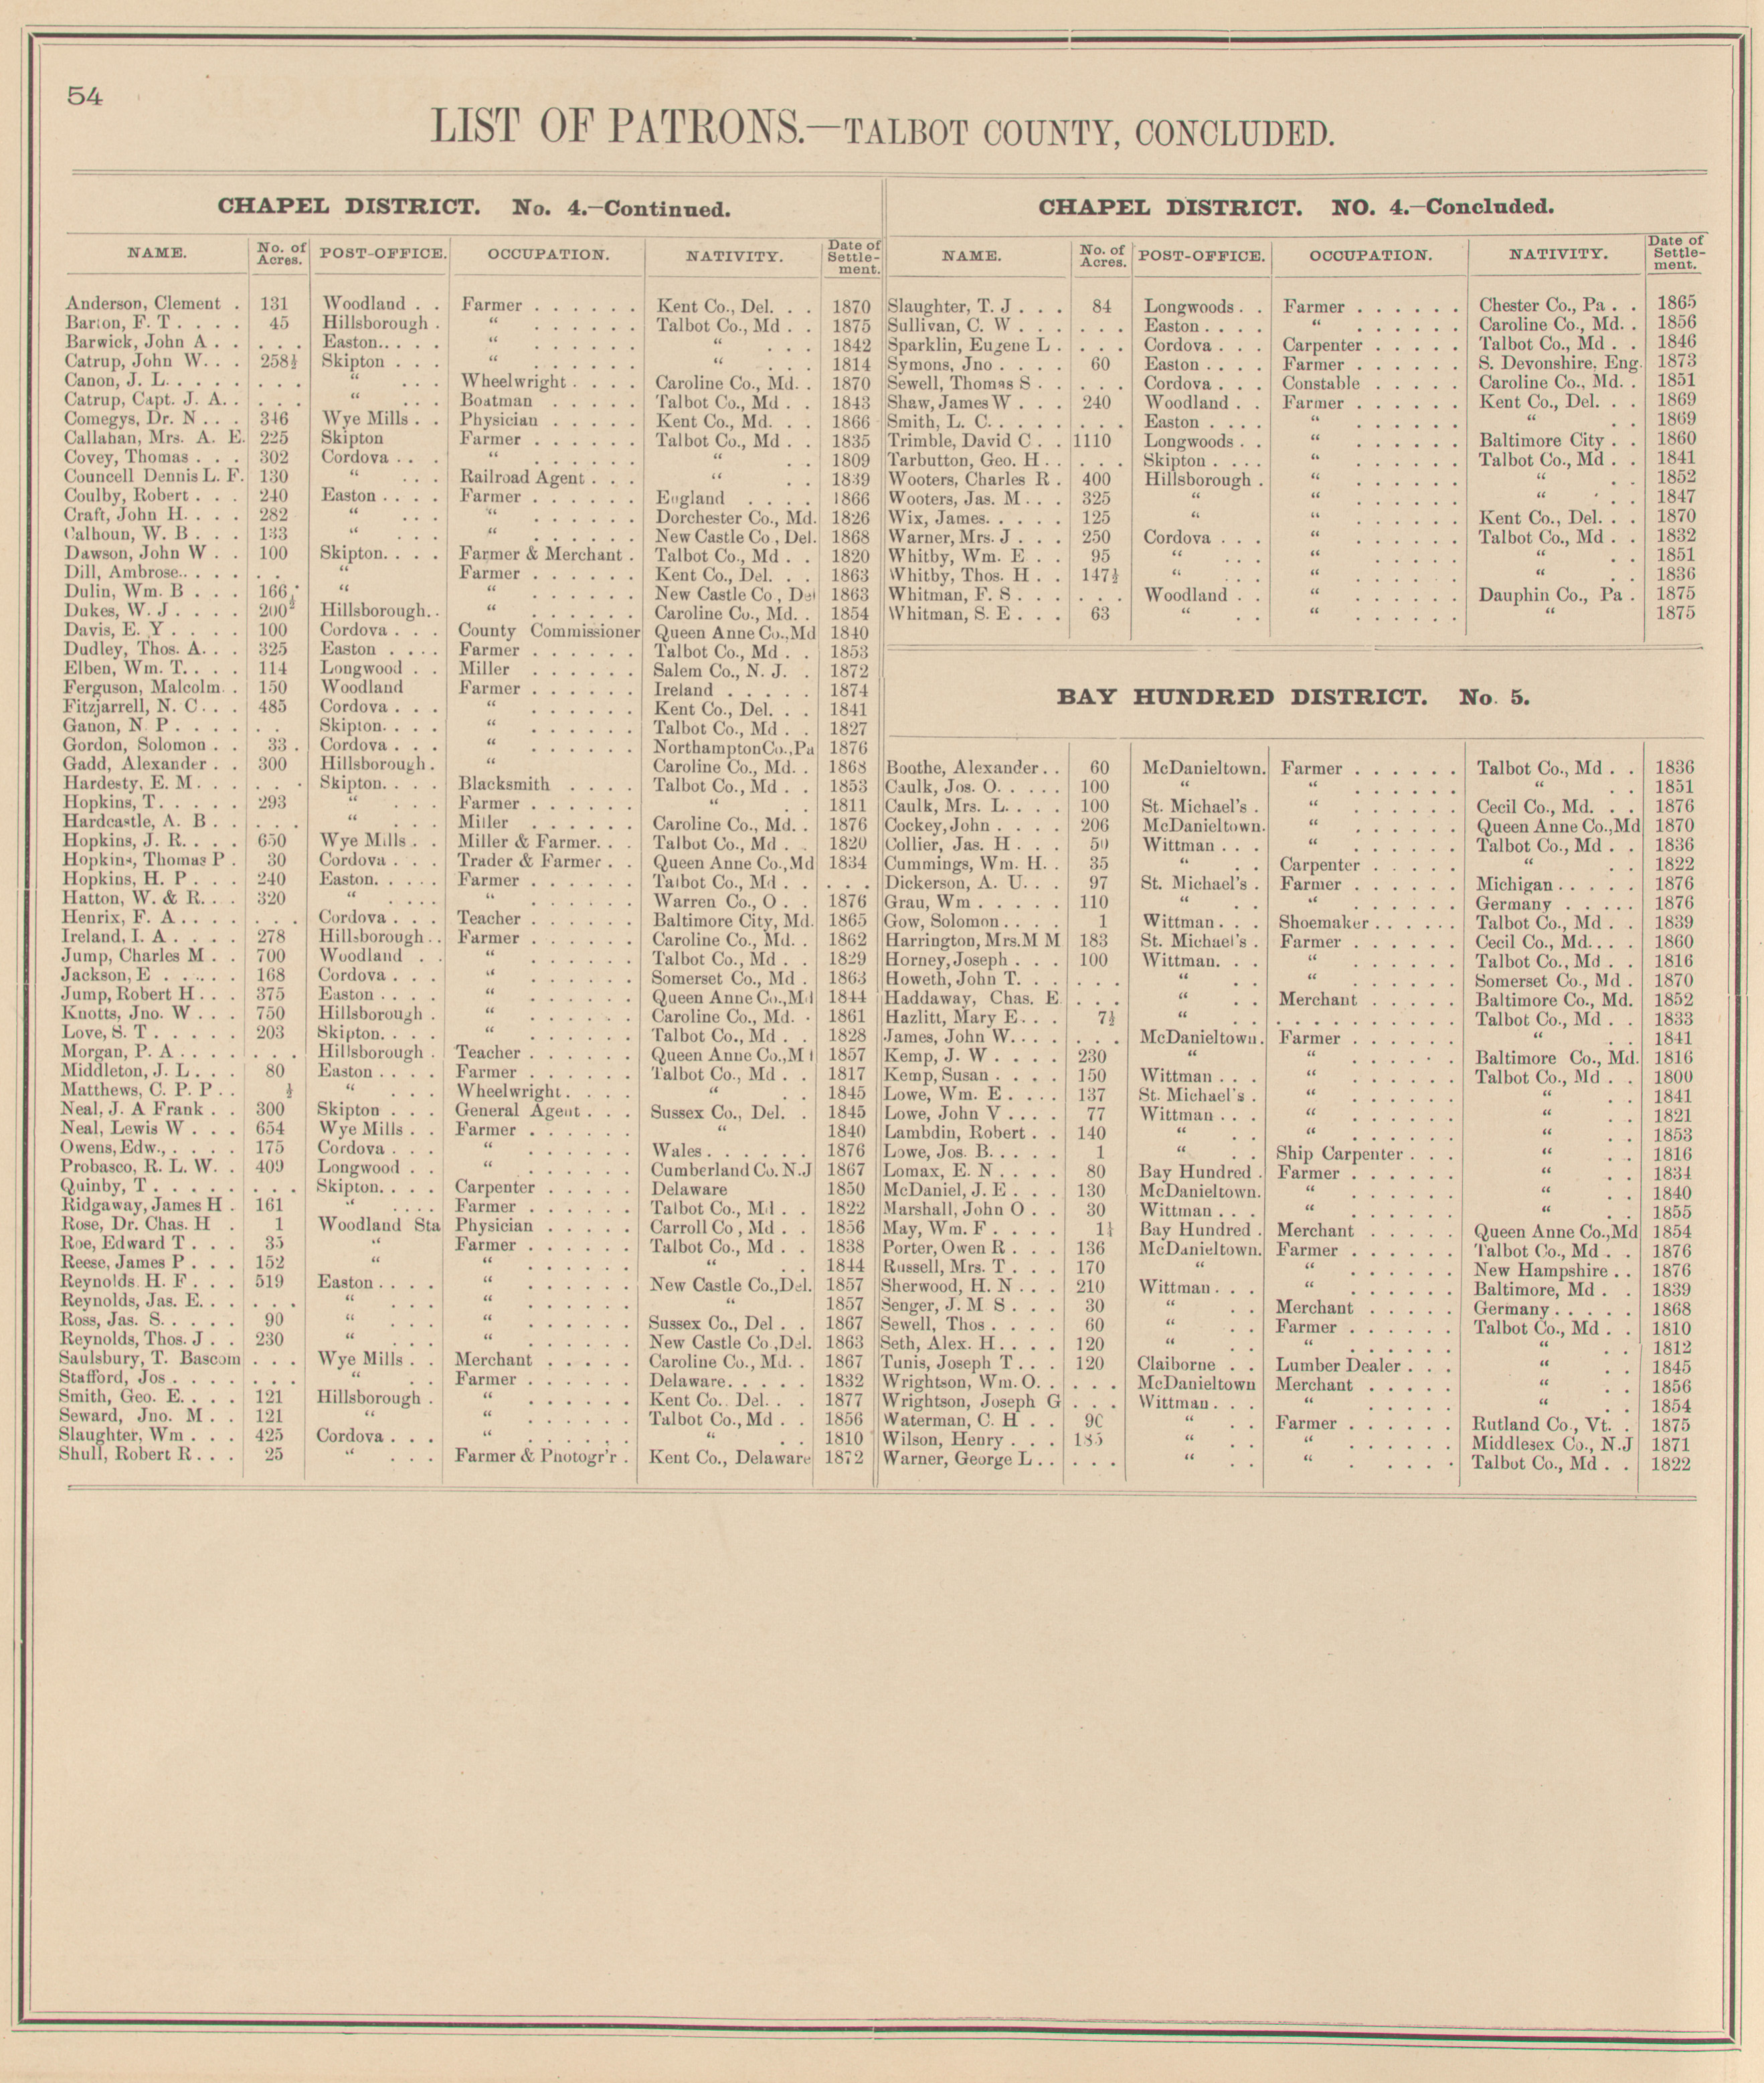 54
LIST OF PATRONS.—TALBOT COUNTY, CONCLUDED.
CHAPEL DISTRICT. No. 4.—Continued.
NAME. No. of Acres. POST-OFFICE. OCCUPATION. NATIVITY. Date of Settle-ment.
Anderson, Clement . 131 Woodland . . Farmer . . . . . . Kent Co., Del. . . 1870
Barton, F. T . . . . 45 Hillsborough . “ . . . . . . Talbot Co., Md . . 1875
Barwick, John A . . . . . Easton. . . . . “ . . . . . . “ . . . 1842
Catrup, John W. . . 258½ Skipton . . . “ . . . . . . “ . . . 1814
Canon, J. L. . . . . . . . “ . . . Wheelwright . . . . Caroline Co., Md. . 1870
Catrup, Capt. J. A. . . . . “ . . . Boatman . . . . . Talbot Co., Md . . 1843
Comegys, Dr. N . . . 346 Wye Mills . . Physician . . . . . Kent Co., Md. . . 1866
Callahan, Mrs. A. E. 225 Skipton Farmer . . . . . . Talbot Co., Md . . 1835
Covey, Thomas . . . 302 Cordova . . . “ . . . . . . “ . . 1809
Councell Dennis L. F. 130 “ . . . Railroad Agent . . . “ . . 1839
Coulby, Robert . . . 240 Easton . . . . Farmer . . . . . . England . . . . 1866
Craft, John H. . . . 282 “ . . . “ . . . . . . Dorchester Co., Md. 1826
Calhoun, W. B . . . 133 “ . . . “ . . . . . . New Castle Co., Del. 1868
Dawson, John W . . 100 Skipton. . . . Farmer & Merchant . Talbot Co., Md . . 1820
Dill, Ambrose. . . . . . . “ Farmer . . . . . . Kent Co., Del. . . 1863
Dulin, Wm. B . . . 166 “ “ . . . . . . New Castle Co., Del 1863
Dukes, W. J . . . . 200 Hillsborough. . “ . . . . . . Caroline Co., Md. . 1854
Davis, E. Y . . . . 100 Cordova . . . County Commissioner Queen Anne Co., Md 1840
Dudley, Thos. A. . . 325 Easton . . . . Farmer . . . . . . Talbot Co., Md . . 1853
Elben, Wm. T. . . . 114 Longwood . . Miller . . . . . . Salem Co., N. J. . 1872
Ferguson, Malcolm. . 150 Woodland Farmer . . . . . . Ireland . . . . . 1874
Fitzjarrell, N. C. . . 485 Cordova . . . “ . . . . . . Kent Co., Del. . . 1841
Ganon, N. P . . . . . . Skipton. . . . “ . . . . . . Talbot Co., Md . . 1827
Gordon, Solomon . . 33 . Cordova . . . “ . . . . . . Northampton Co., Pa 1876
Gadd, Alexander . . 300 Hillsborough . “ Caroline Co., Md. . 1868
Hardesty, E. M. . . . . . Skipton. . . . Blacksmith . . . . Talbot Co., Md . . 1853
Hopkins, T. . . . . 293 “ . . . Farmer . . . . . . “ . . 1811
Hardcastle, A. B . . . . . “ . . . Miller . . . . . . Caroline Co., Md. . 1876
Hopkins, J. R. . . . 650 Wye Mills . . Miller & Farmer. . . Talbot Co., Md . . 1820
Hopkins, Thomas P . 30 Cordova . . . Trader & Farmer . . Queen Anne Co., Md 1834
Hopkins, H. P . . . 240 Easton. . . . . Farmer . . . . . . Talbot Co., Md . . . . .
Hatton, W. & R. . . 320 “ . . . . “ . . . . . . Warren Co., O . . 1876
Henrix, F. A . . . . . . . Cordova . . . Teacher . . . . . . Baltimore City, Md. 1865
Ireland, I. A . . . . 278 Hillsborough . . Farmer . . . . . . Caroline Co., Md. . 1862
Jump, Charles M . . 700 Woodland . . “ . . . . . . Talbot Co., Md . . 1829
Jackson, E . . . . . 168 Cordova . . . “ . . . . . . Somerset Co., Md . 1863
Jump, Robert H . . . 375 Easton . . . . “ . . . . . . Queen Anne Co., Md 1844
Knotts, Jno. W . . . 750 Hillsborough . “ . . . . . . Caroline Co., Md. . 1861
Love, S. T . . . . . 203 Skipton. . . . “ . . . . . . Talbot Co., Md . . 1828
Morgan, P. A . . . . . . . Hillsborough . Teacher . . . . . . Queen Anne Co., Md 1857
Middleton, J. L . . . 80 Easton . . . . Farmer . . . . . . Talbot Co., Md . . 1817
Matthews, C. P. P . . ½ “ . . . Wheelwright. . . . “ . . 1845
Neal, J. A Frank . . 300 Skipton . . . General Agent . . . Sussex Co., Del. . 1845
Neal, Lewis W . . . 654 Wye Mills . . Farmer . . . . . . “ 1840
Owens, Edw., . . . . 175 Cordova . . . “ . . . . . . Wales . . . . . . 1876
Probasco, R. L. W. . 409 Longwood . . “ . . . . . . Cumberland Co. N. J 1867
Quinby, T . . . . . . . . Skipton. . . . Carpenter . . . . . Delaware 1850
Ridgaway, James H . 161 “ . . . . Farmer . . . . . . Talbot Co., Md . . 1822
Rose, Dr. Chas. H . 1 Woodland Sta Physician . . . . . Carroll Co, Md . . 1856
Roe, Edward T . . . 35 “ Farmer . . . . . . Talbot Co., Md . . 1838
Reese, James P . . . 152 “ “ . . . . . . “ . . 1844
Reynolds. H. F . . . 519 Easton . . . . “ . . . . . . New Castle Co., Del. 1857
Reynolds, Jas. E. . . . . . “ . . . “ . . . . . . “ 1857
Ross, Jas. S. . . . . 90 “ . . . “ . . . . . . Sussex Co., Del . . 1867
Reynolds, Thos. J . . 230 “ . . . “ . . . . . . New Castle Co., Del. 1863
Saulsbury, T. Bascom . . . Wye Mills . . Merchant . . . . . Caroline Co., Md. . 1867
Stafford, Jos . . . . . . . “ . . Farmer . . . . . . Delaware. . . . . 1832
Smith, Geo. E. . . . 121 Hillsborough . “ . . . . . . Kent Co. Del. . . 1877
Seward, Jno. M . . 121 “ “ . . . . . . Talbot Co., Md . . 1856
Slaughter, Wm . . . 425 Cordova . . . “ . . . . . . “ . . 1810
Shull, Robert R . . . 25 “ . . . Farmer & Photogr'r . Kent Co., Delaware 1872
CHAPEL DISTRICT. NO. 4.—Concluded.
NAME. No. of Acres. POST-OFFICE. OCCUPATION. NATIVITY. Date of Settle-ment.
Slaughter, T. J . . . 84 Longwoods . . Farmer . . . . . . Chester Co., Pa . . 1865
Sullivan, C. W . . . . . . Easton . . . . “ . . . . . . Caroline Co., Md. . 1856
Sparklin, Eugene L . . . . Cordova . . . Carpenter . . . . . Talbot Co., Md . . 1846
Symons, Jno . . . . 60 Easton . . . . Farmer . . . . . . S. Devonshire, Eng. 1873
Sewell, Thomas S . . . . . Cordova . . . Constable . . . . . Caroline Co., Md. . 1851
Shaw, James W . . . 240 Woodland . . Farmer . . . . . . Kent Co., Del. . . 1869
Smith, L. C. . . . . . . . Easton . . . . “ . . . . . . “ . . 1869
Trimble, David C . . 1110 Longwoods . . “ . . . . . . Baltimore City . . 1860
Tarbutton, Geo. H . . . . . Skipton . . . . “ . . . . . . Talbot Co., Md . . 1841
Wooters, Charles R . 400 Hillsborough . “ . . . . . . “ . . 1852
Wooters, Jas. M . . . 325 “ “ . . . . . . “ . . 1847
Wix, James. . . . . 125 “ “ . . . . . . Kent Co., Del. . . 1870
Warner, Mrs. J . . . 250 Cordova . . . “ . . . . . . Talbot Co., Md . . 1832
Whitby, Wm. E . . 95 “ . . . “ . . . . . . “ . . 1851
Whitby, Thos. H . . 147½ “ . . . “ . . . . . . “ 1836
Whitman, F. S . . . . . . Woodland . . “ . . . . . . Dauphin Co., Pa . 1875
Whitman, S. E . . . 63 “ . . “ . . . . . . “ 1875
BAY HUNDRED DISTRICT. No. 5.
Boothe, Alexander . . 60 McDanieltown. Farmer . . . . . . Talbot Co., Md . . 1836
Caulk, Jos. O. . . . . 100 “ “ . . . . . . “ . . 1851
Caulk, Mrs. L. . . . 100 St. Michael's . “ . . . . . . Cecil Co., Md. . . 1876
Cockey, John . . . . 206 McDanieltown. “ . . . . . . Queen Anne Co., Md 1870
Collier, Jas. H . . . 50 Wittman . . . “ . . . . . . Talbot Co., Md . . 1836
Cummings, Wm. H. . 35 “ . . Carpenter . . . . . “ . . 1822
Dickerson, A. U. . . 97 St. Michael's . Farmer . . . . . . Michigan . . . . . 1876
Grau, Wm . . . . . 110 “ . . “ . . . . . . Germany . . . . . 1876
Gow, Solomon . . . . 1 Wittman . . . Shoemaker . . . . . . Talbot Co., Md . . 1839
Harrington, Mrs. M M 183 St. Michael's . Farmer . . . . . . Cecil Co., Md. . . . 1860
Horney, Joseph . . . 100 Wittman. . . “ . . . . . . Talbot Co., Md . . 1816
Howeth, John T. . . . . . “ . . “ . . . . . . Somerset Co., Md . 1870
Haddaway, Chas. E. . . . “ . . Merchant . . . . . Baltimore Co., Md. 1852
Hazlitt, Mary E. . . 7½ “ . . . . . . . . . . Talbot Co., Md . . 1833
James, John W. . . . . . . McDanieltown. Farmer . . . . . . “ . . 1841
Kemp, J. W . . . . 230 “ “ . . . . . . Baltimore Co., Md. 1816
Kemp, Susan . . . . 150 Wittman . . . “ . . . . . . Talbot Co., Md . . 1800
Lowe, Wm. E . . . . 137 St. Michael's . “ . . . . . . “ . . 1841
Lowe, John V . . . . 77 Wittman . . . “ . . . . . . “ . . 1821
Lambdin, Robert . . 140 “ . . “ . . . . . . “ . . 1853
Lowe, Jos. B. . . . . 1 “ . . Ship Carpenter . . . “ . . 1816
Lomax, E. N . . . . 80 Bay Hundred . Farmer . . . . . . “ . . 1834
McDaniel, J. E . . . 130 McDanieltown. “ . . . . . . “ . . 1840
Marshall, John O . . 30 Wittman . . . “ . . . . . . “ . . 1855
May, Wm. F . . . . Bay Hundred . Merchant . . . . . Queen Anne Co., Md 1854
Porter, Owen R . . . 136 McDanieltown. Farmer . . . . . . Talbot Co., Md . . 1876
Russell, Mrs. T . . . 170 “ “ . . . . . . New Hampshire . . 1876
Sherwood, H. N . . . 210 Wittman . . . “ . . . . . . Baltimore, Md . . 1839
Senger, J. M. S . . . 30 “ . . Merchant . . . . . Germany . . . . . 1868
Sewell, Thos . . . . 60 “ . . Farmer . . . . . . Talbot Co., Md . . 1810
Seth, Alex. H. . . . 120 “ . . “ . . . . . . “ . . 1812
Tunis, Joseph T . . . 120 Claiborne . . Lumber Dealer . . . “ . . 1845
Wrightson, Wm. O. . . . . McDanieltown Merchant . . . . . “ . . 1856
Wrightson, Joseph G . . . Wittman . . . “ . . . . . “ . . 1854
Waterman, C. H . . 90 “ . . Farmer . . . . . . Rutland Co., Vt. . 1875
Wilson, Henry . . . 185 “ . . “ . . . . . . Middlesex Co., N. J 1871
Warner, George L . . . . . “ . . “ . . . . . Talbot Co., Md . . 1822